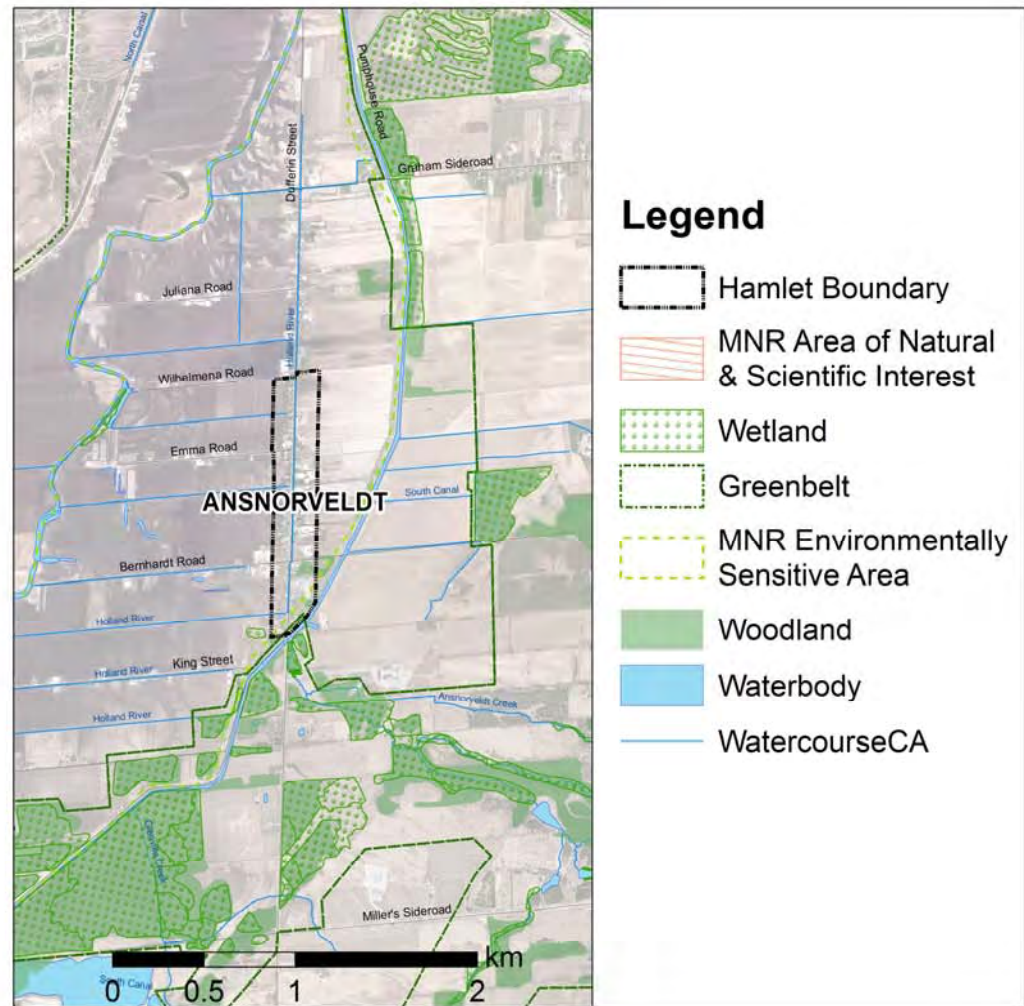 North Canal
Pumphouse Road
Dufferin Street
Graham Sideroad
Juliana Road
Holland River
Wilhelmena Road
Emma Road
ANSNORVELDT
South Canal
Bernhardt Road
Holland River
King Street
Holland River
Ansnorveldt Creek
Holland River
Miller's Sideroad
South Canal
km
0 0.5 1 2
Legend
Hamlet Boundary
MNR Area of Natural
& Scientific Interest
Wetland
Greenbelt
MNR Environmentally
Sensitive Area
Woodland
Waterbody
WatercourseCA